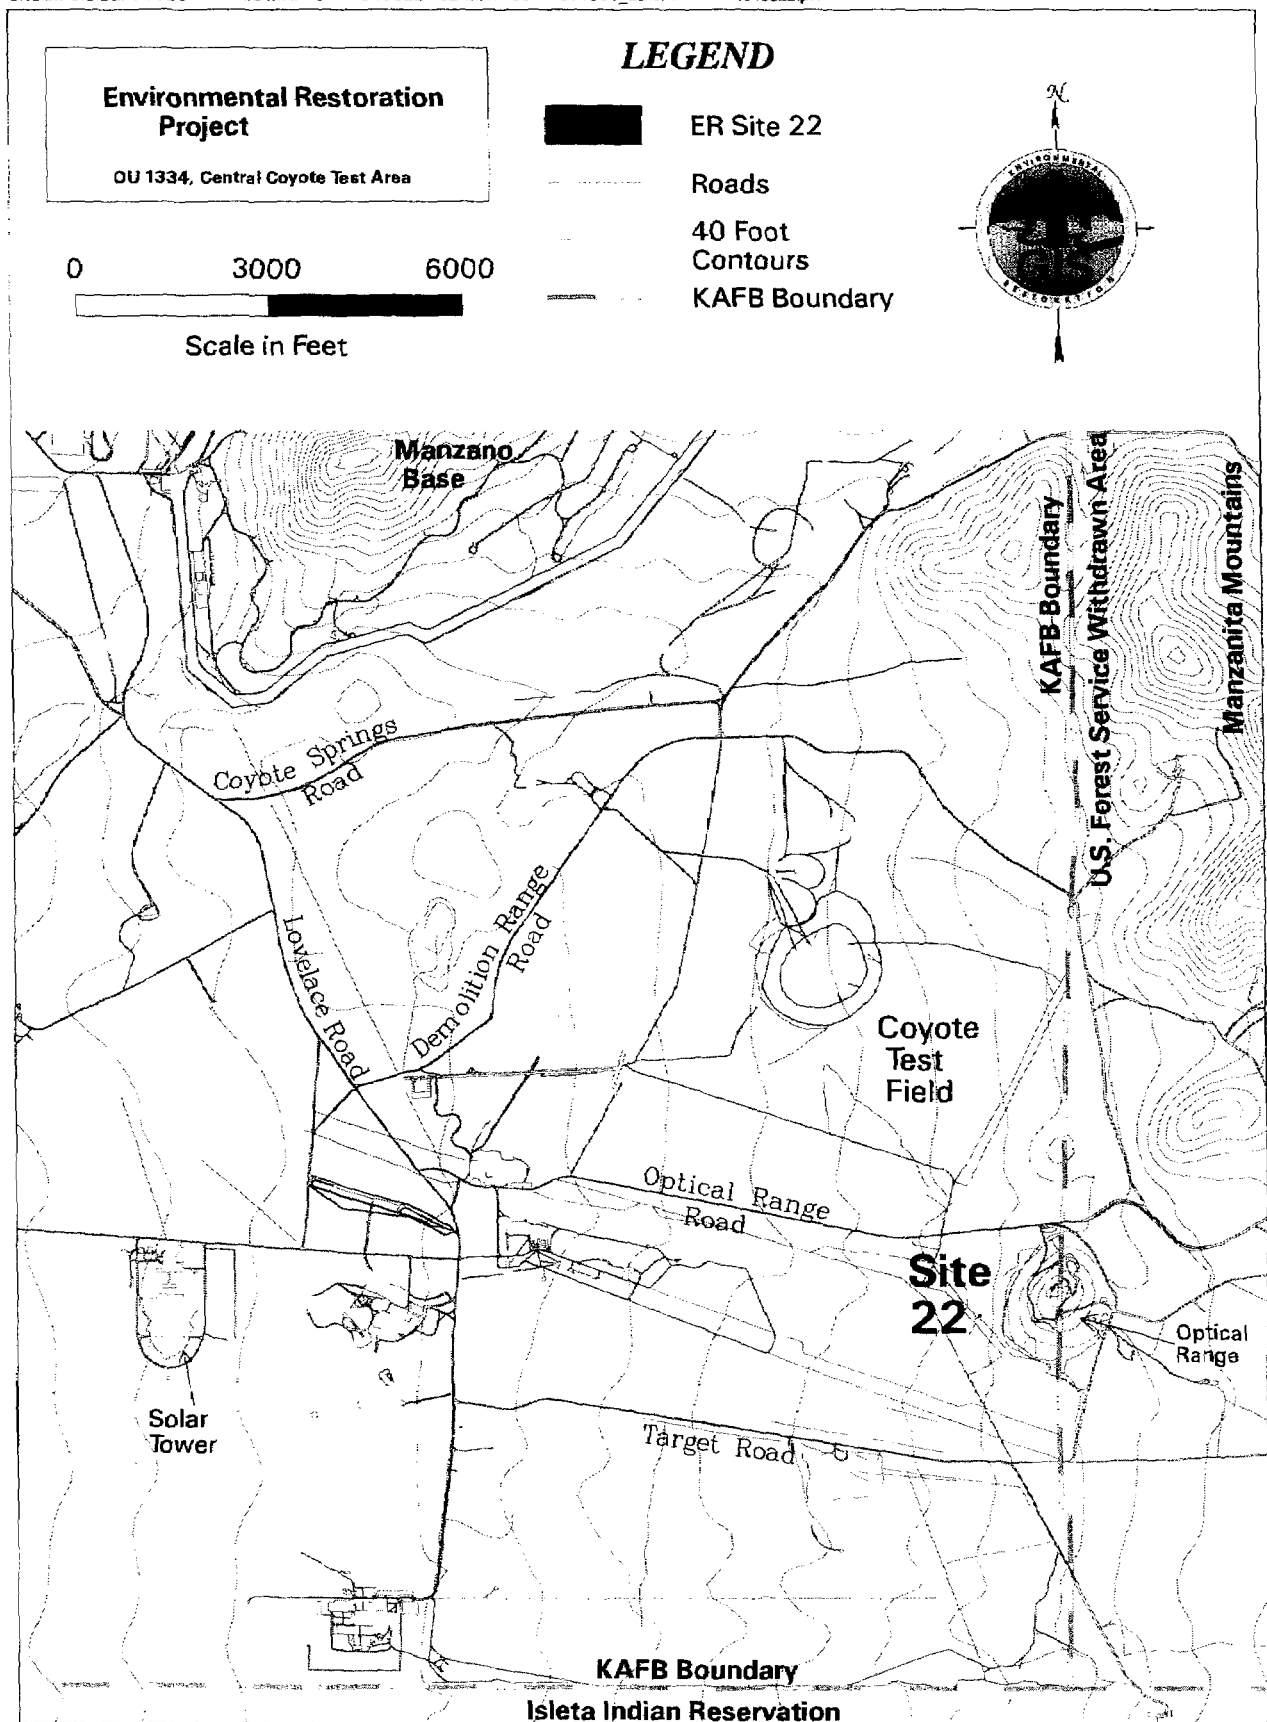 LEGEND
Environmental Restoration
Project
OU 1334, Central Coyote Test Area
ER Site 22
Roads
40 Foot
Contours
KAFB Boundary
0 3000 6000
Scale in Feet
N
ENVIRONMENTAL
GIS
RESTORATION
Manzano
Base
KAFB Boundary
U.S. Forest Service Withdrawn Area
Manzanita Mountains
Coyote Springs
Road
Lovelace Road
Demolition Range
Road
Coyote
Test
Field
Optical Range
Road
Site
22
Optical
Range
Solar
Tower
Target Road
KAFB Boundary
Isleta Indian Reservation